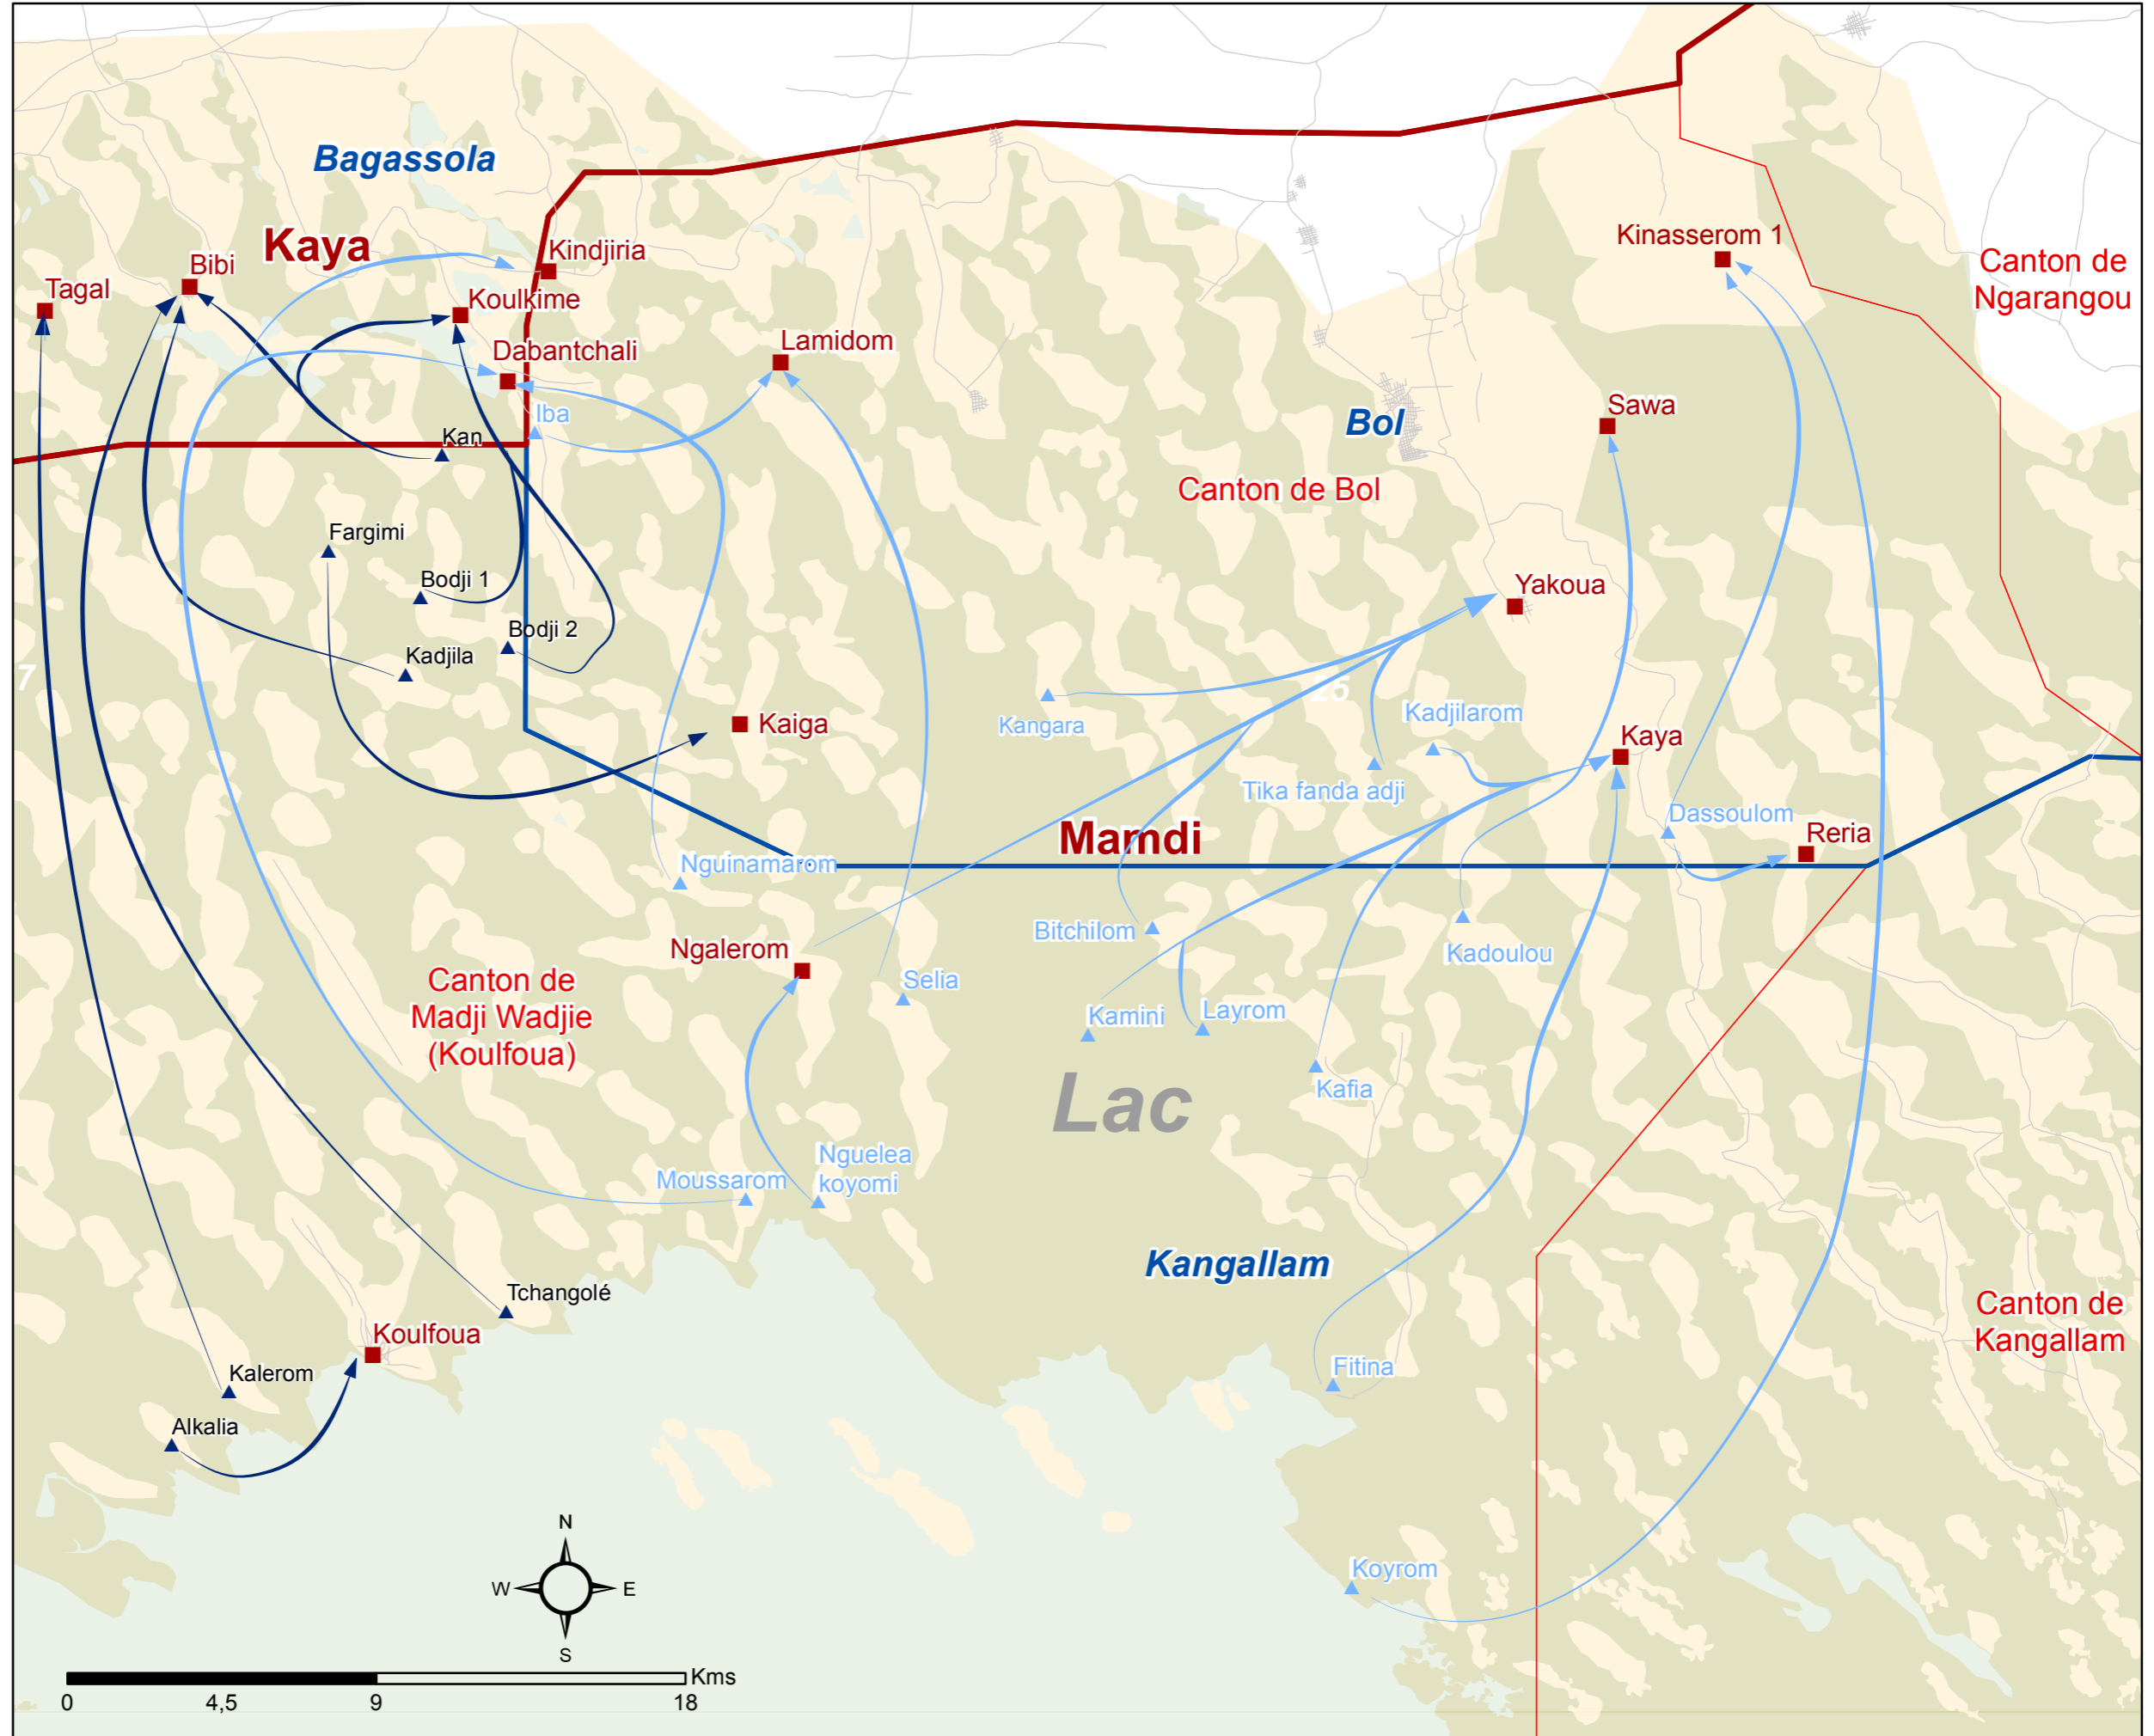 Bagassola
Kaya
Bibi
Tagal
Kindjiria
Koulkime
Dabantchali
Lamidom
Iba
Kan
Kinasserom 1
Canton de
Ngarangou
Bol
Sawa
Canton de Bol
Fargimi
Bodji 1
Bodji 2
Kadjila
Yakoua
7
25
Kaiga
Kangara
Kadjilarom
Kaya
Tika fanda adji
Mamdi
Dassoulom
Reria
Nguinamarom
Ngalerom
Selia
Bitchilom
Kadoulou
Canton de
Madji Wadjie
(Koulfoua)
Kamini
Layrom
Kafia
Lac
Moussarom
Nguelea
koyomi
Kangallam
Tchangolé
Koulfoua
Kalerom
Alkalia
Fitina
Canton de
Kangallam
Koyrom
N
W
E
S
Kms
0
4,5
9
18